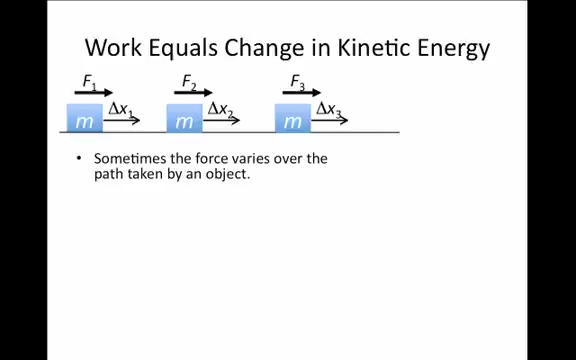 Work Equals Change in Kinetic Energy
F₁ F₂ F₃
m Δx₁ m Δx₂ m Δx₃
• Sometimes the force varies over the
path taken by an object.